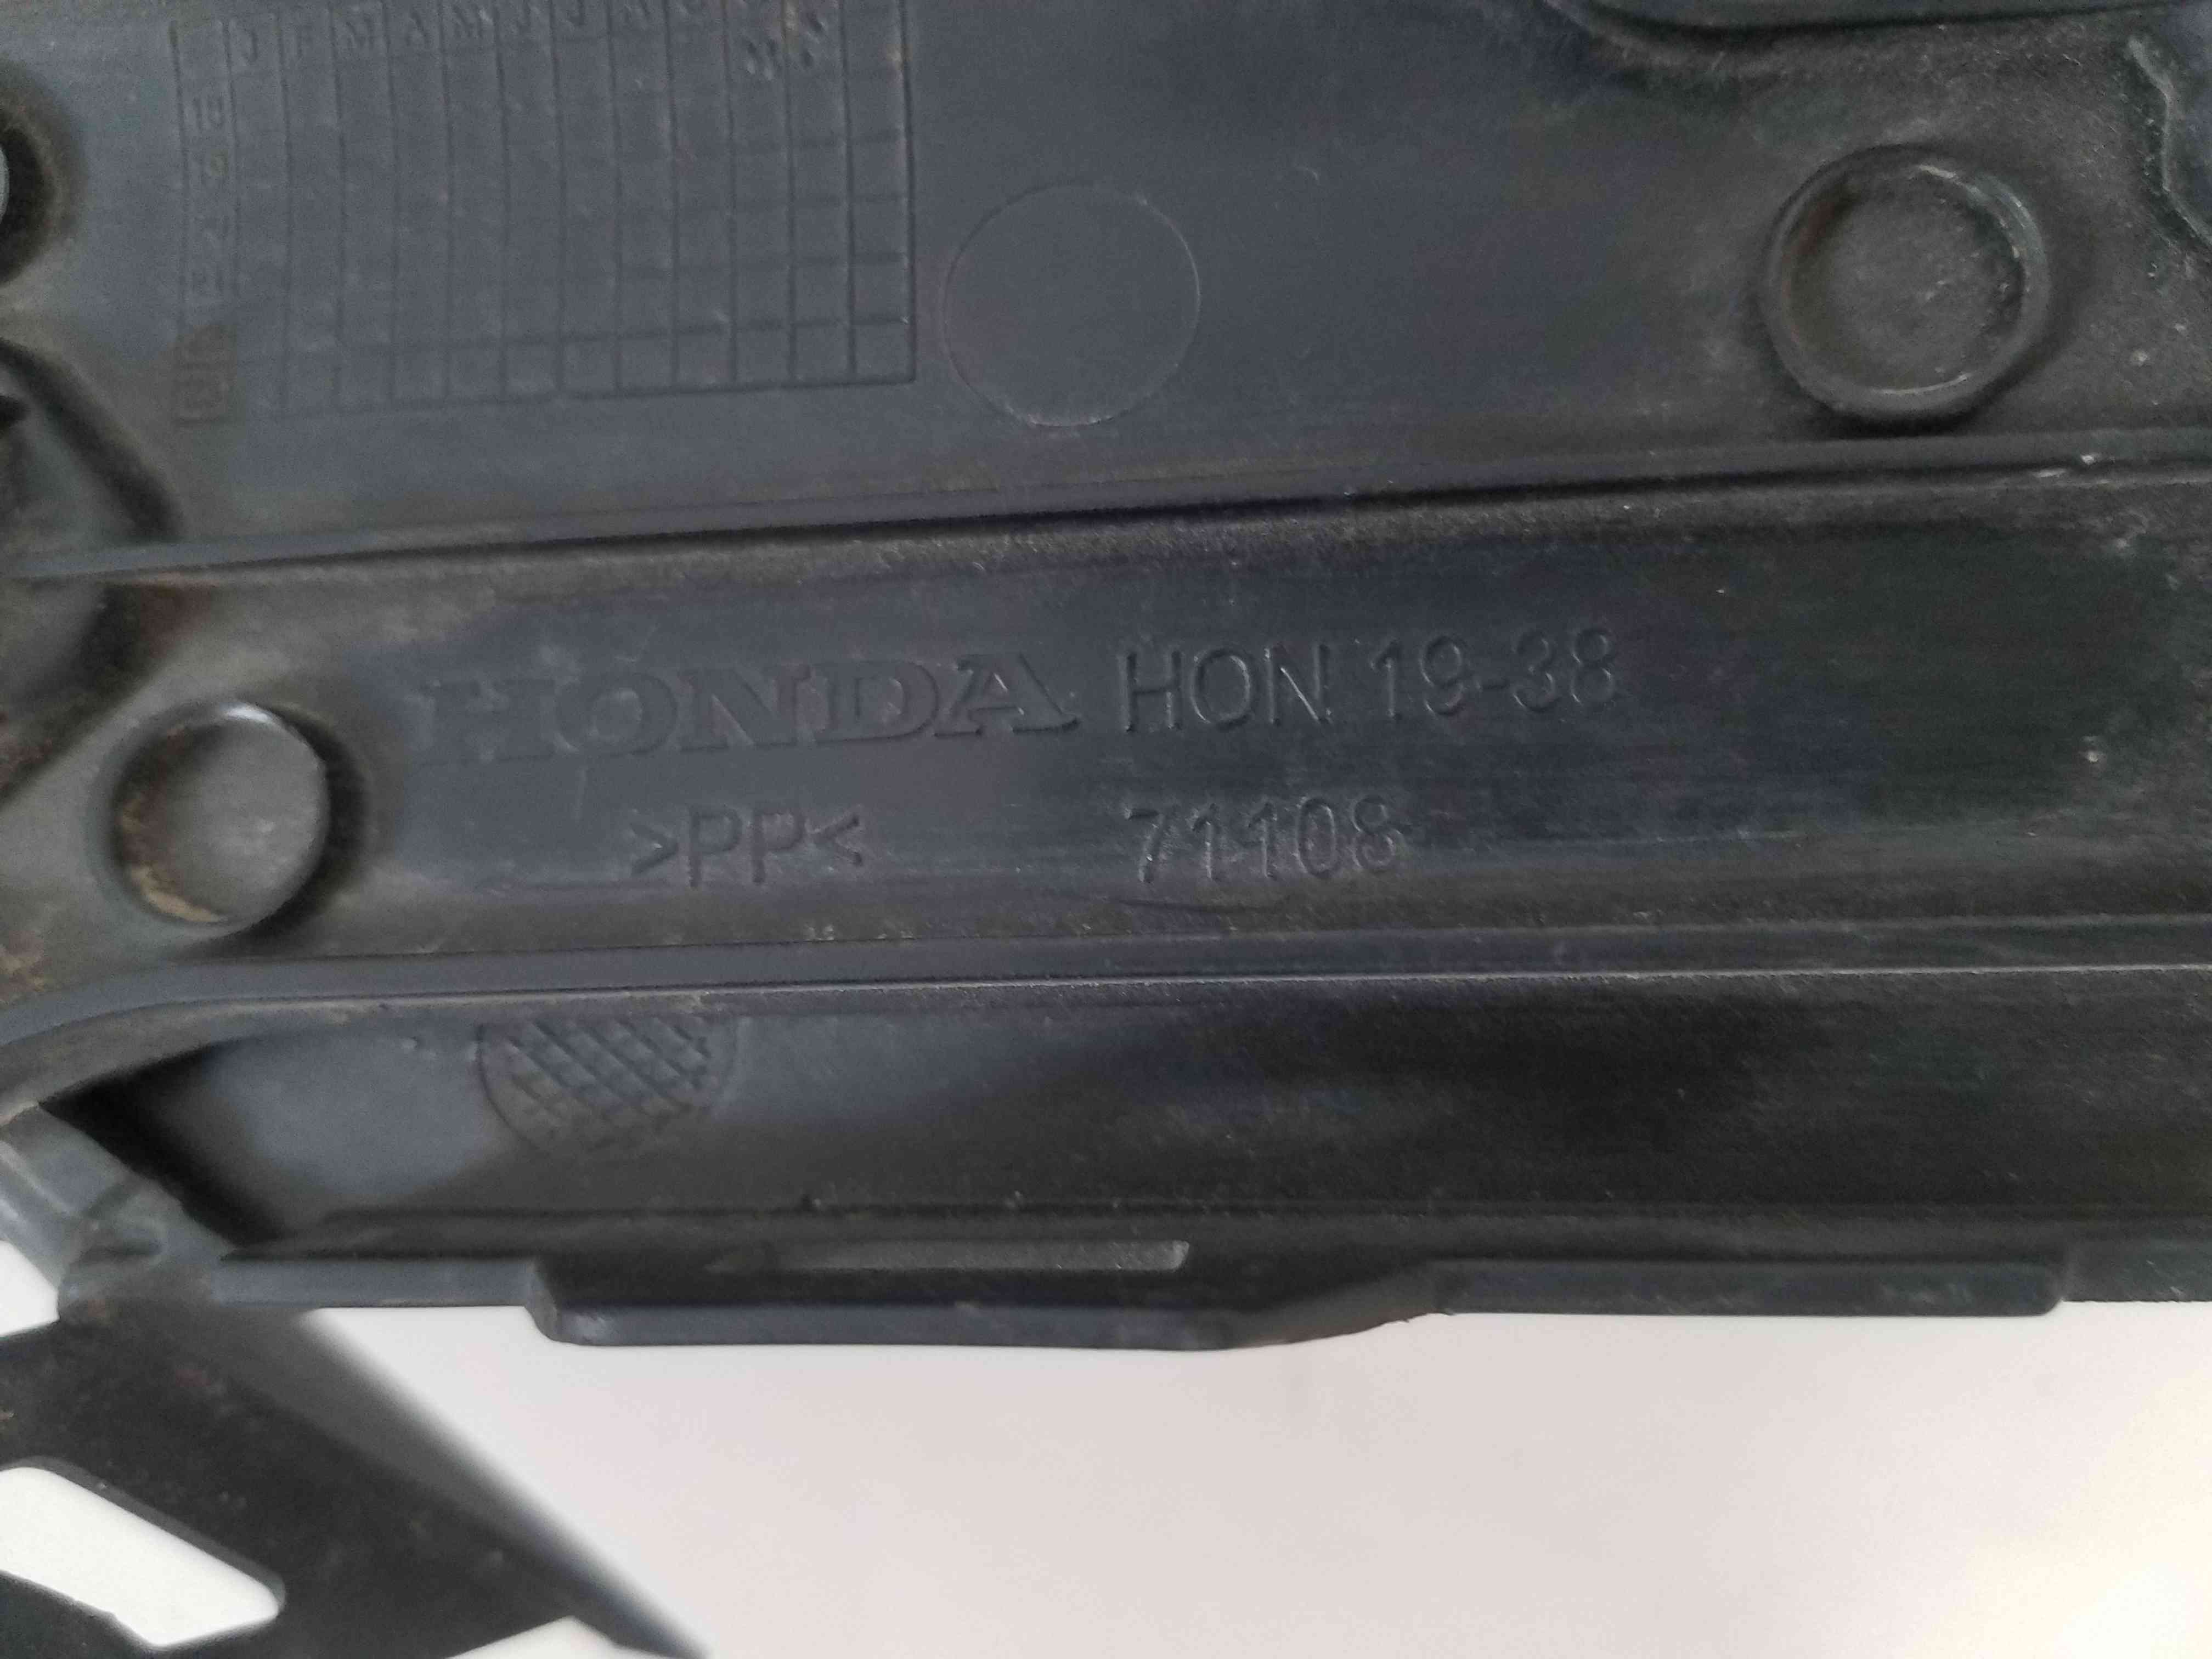 J F M A M J J A S
HONDA HON 19-38
>PP< 71108